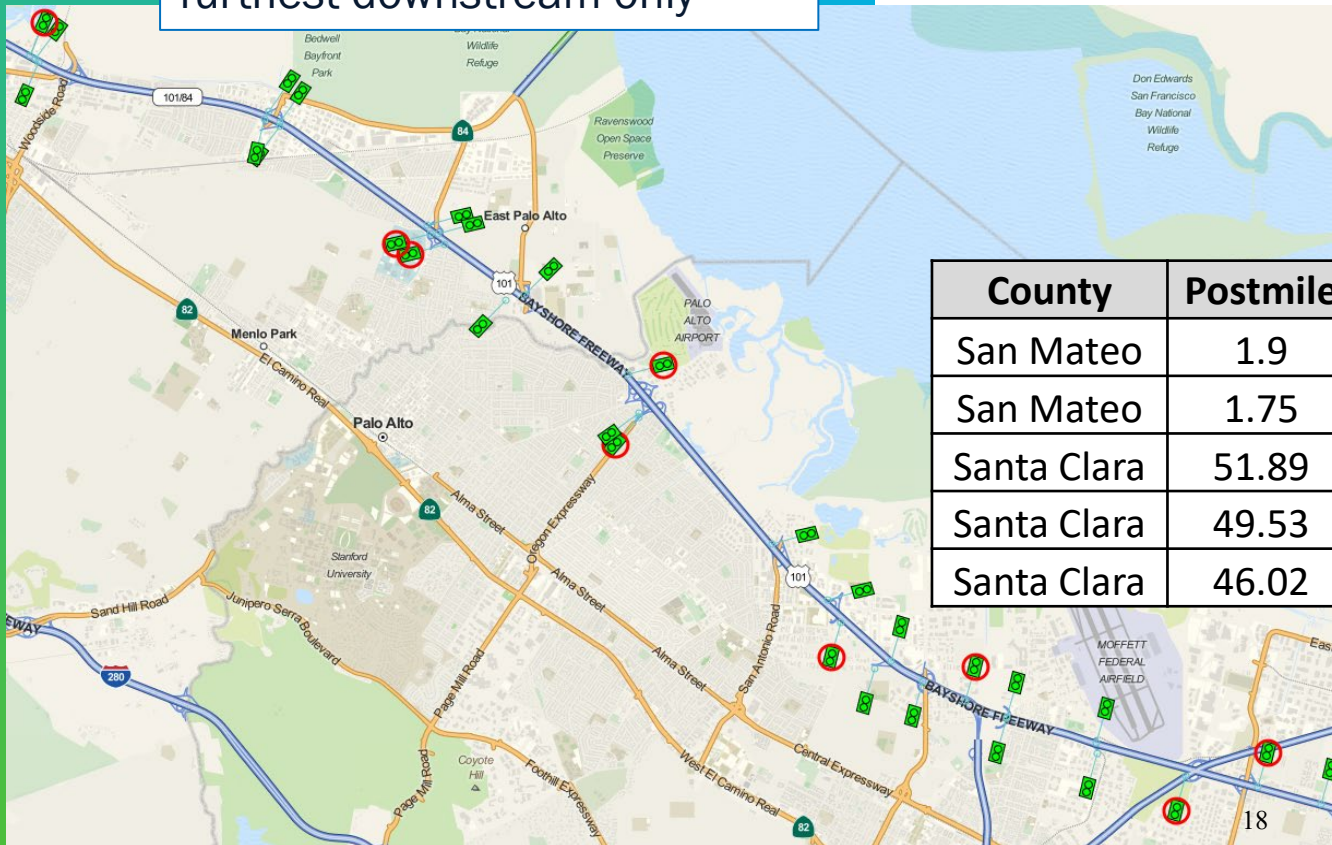 furthest downstream only
Bedwell
Bayfront
Park
Wildlife
Refuge
Don Edwards
San Francisco
Bay National
Wildlife
Refuge
Woodside Road
101/84
84
Ravenswood
Open Space
Preserve
East Palo Alto
101
BAYSHORE FREEWAY
PALO
ALTO
AIRPORT
82
Menlo Park
El Camino Real
Palo Alto
County Postmile
San Mateo 1.9
San Mateo 1.75
Santa Clara 51.89
Santa Clara 49.53
Santa Clara 46.02
82
Alma Street
Oregon Expressway
Stanford
University
Alma Street
101
San Antonio Road
Sand Hill Road
Junipero Serra Boulevard
280
Page Mill Road
Alma Street
BAYSHORE FREEWAY
MOFFETT
FEDERAL
AIRFIELD
Central Expressway
West El Camino Real
Coyote
Hill
Page Mill Road
Foothill Expressway
82
18